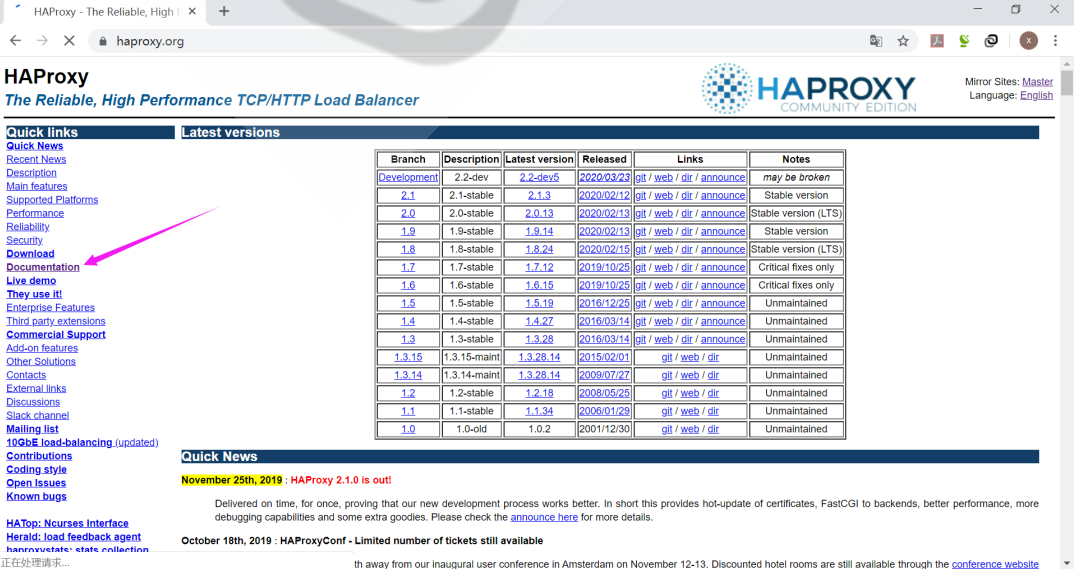 HAProxy - The Reliable, High P
haproxy.org
x
HAProxy
The Reliable, High Performance TCP/HTTP Load Balancer
HAPROXY
COMMUNITY EDITION
Mirror Sites: Master
Language: English
Quick links
Quick News
Recent News
Description
Main features
Supported Platforms
Performance
Reliability
Security
Download
Documentation
Live demo
They use it!
Enterprise Features
Third party extensions
Commercial Support
Add-on features
Other Solutions
Contacts
External links
Discussions
Slack channel
Mailing list
10GbE load-balancing (updated)
Contributions
Coding style
Open Issues
Known bugs
HATop: Ncurses Interface
Herald: load feedback agent
haproxystats: stats collection
正在处理请求...
Latest versions
Branch Description Latest version Released Links Notes
Development 2.2-dev 2.2-dev5 2020/03/23 git / web / dir / announce may be broken
2.1 2.1-stable 2.1.3 2020/02/12 git / web / dir / announce Stable version
2.0 2.0-stable 2.0.13 2020/02/13 git / web / dir / announce Stable version (LTS)
1.9 1.9-stable 1.9.14 2020/02/13 git / web / dir / announce Stable version
1.8 1.8-stable 1.8.24 2020/02/15 git / web / dir / announce Stable version (LTS)
1.7 1.7-stable 1.7.12 2019/10/25 git / web / dir / announce Critical fixes only
1.6 1.6-stable 1.6.15 2019/10/25 git / web / dir / announce Critical fixes only
1.5 1.5-stable 1.5.19 2016/12/25 git / web / dir / announce Unmaintained
1.4 1.4-stable 1.4.27 2016/03/14 git / web / dir / announce Unmaintained
1.3 1.3-stable 1.3.28 2016/03/14 git / web / dir / announce Unmaintained
1.3.15 1.3.15-maint 1.3.28.14 2015/02/01 git / web / dir Unmaintained
1.3.14 1.3.14-maint 1.3.28.14 2009/07/27 git / web / dir Unmaintained
1.2 1.2-stable 1.2.18 2008/05/25 git / web / dir Unmaintained
1.1 1.1-stable 1.1.34 2006/01/29 git / web / dir Unmaintained
1.0 1.0-old 1.0.2 2001/12/30 git / web / dir Unmaintained
Quick News
November 25th, 2019 : HAProxy 2.1.0 is out!
Delivered on time, for once, proving that our new development process works better. In short this provides hot-update of certificates, FastCGI to backends, better performance, more
debugging capabilities and some extra goodies. Please check the announce here for more details.
October 18th, 2019 : HAProxyConf - Limited number of tickets still available
th away from our inaugural user conference in Amsterdam on November 12-13. Discounted hotel rooms are still available through the conference website